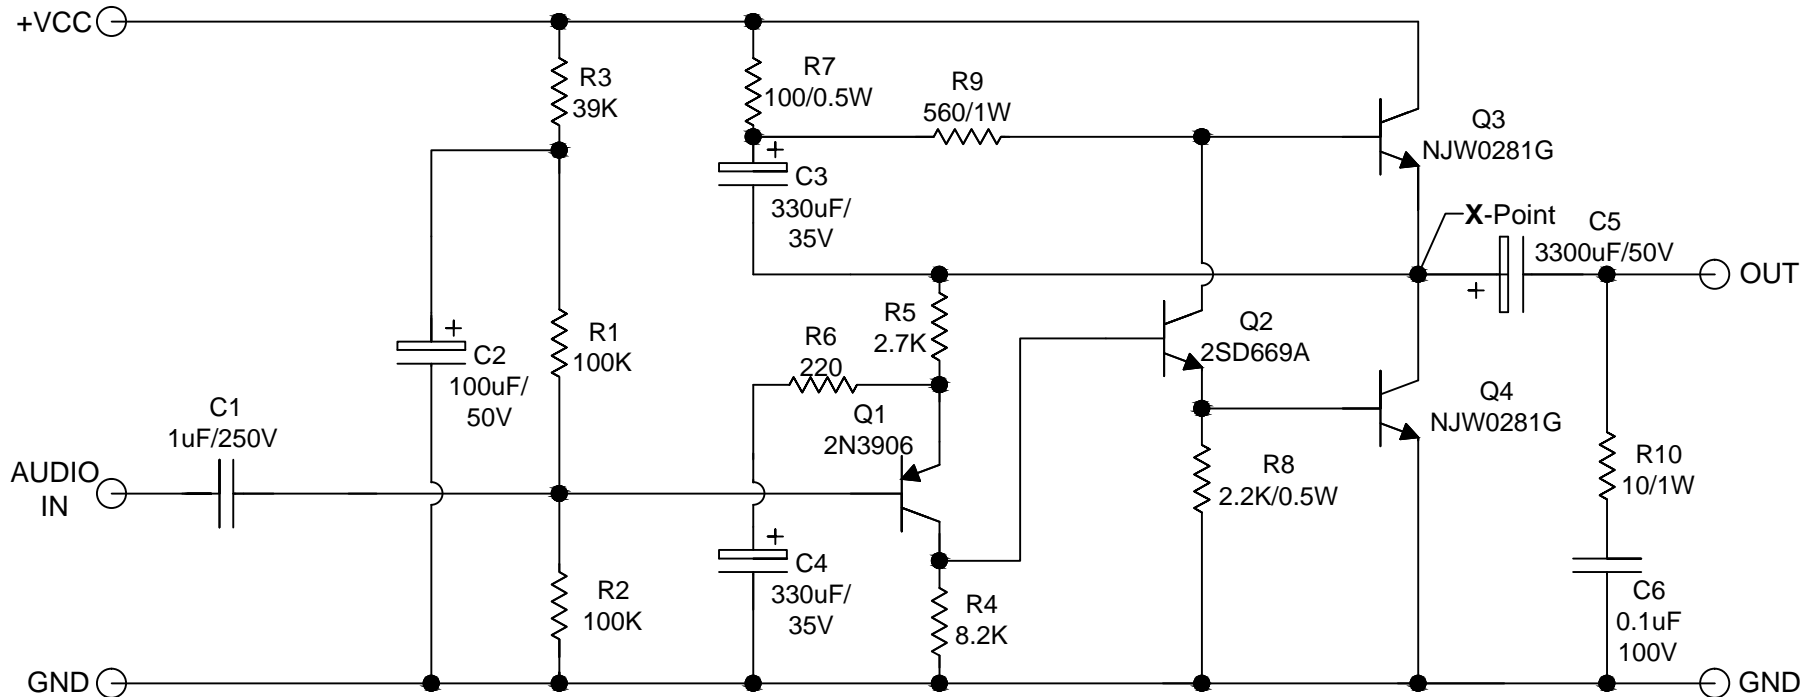 +VCC
R3
39K
R7
100/0.5W
R9
560/1W
Q3
NJW0281G
C3
330uF/
35V
+
X-Point
C5
3300uF/50V
+
OUT
R5
2.7K
R6
220
Q2
2SD669A
+
C2
100uF/
50V
R1
100K
Q1
2N3906
Q4
NJW0281G
C1
1uF/250V
AUDIO
IN
R8
2.2K/0.5W
R10
10/1W
+
C4
330uF/
35V
R2
100K
R4
8.2K
C6
0.1uF
100V
GND
GND
+